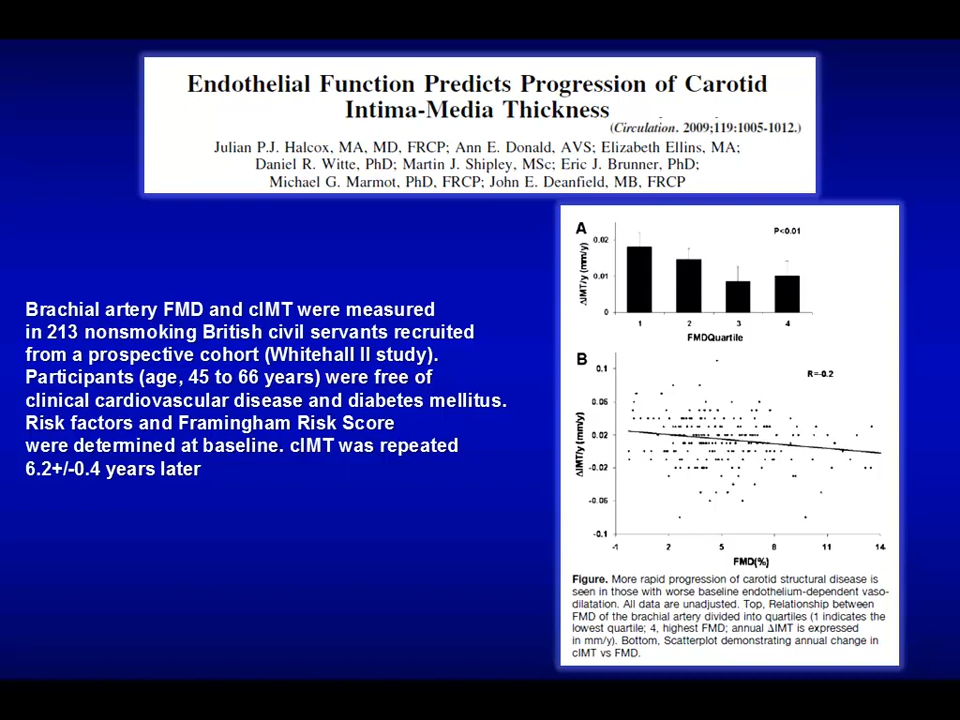 Endothelial Function Predicts Progression of Carotid
Intima-Media Thickness
(Circulation. 2009;119:1005-1012.)
Julian P.J. Halcox, MA, MD, FRCP; Ann E. Donald, AVS; Elizabeth Ellins, MA;
Daniel R. Witte, PhD; Martin J. Shipley, MSc; Eric J. Brunner, PhD;
Michael G. Marmot, PhD, FRCP; John E. Deanfield, MB, FRCP
Brachial artery FMD and cIMT were measured
in 213 nonsmoking British civil servants recruited
from a prospective cohort (Whitehall II study).
Participants (age, 45 to 66 years) were free of
clinical cardiovascular disease and diabetes mellitus.
Risk factors and Framingham Risk Score
were determined at baseline. cIMT was repeated
6.2+/-0.4 years later
A
P<0.01
ΔIMT/y (mm/y)
0.02
0.01
0
1 2 3 4
FMDQuartile
B
R=-0.2
ΔIMT/y (mm/y)
0.1
0.05
0.02
-0.02
-0.05
-0.1
-1 2 5 8 11 14
FMD(%)
Figure. More rapid progression of carotid structural disease is
seen in those with worse baseline endothelium-dependent vaso-
dilatation. All data are unadjusted. Top, Relationship between
FMD of the brachial artery divided into quartiles (1 indicates the
lowest quartile; 4, highest FMD; annual ΔIMT is expressed
in mm/y). Bottom, Scatterplot demonstrating annual change in
cIMT vs FMD.